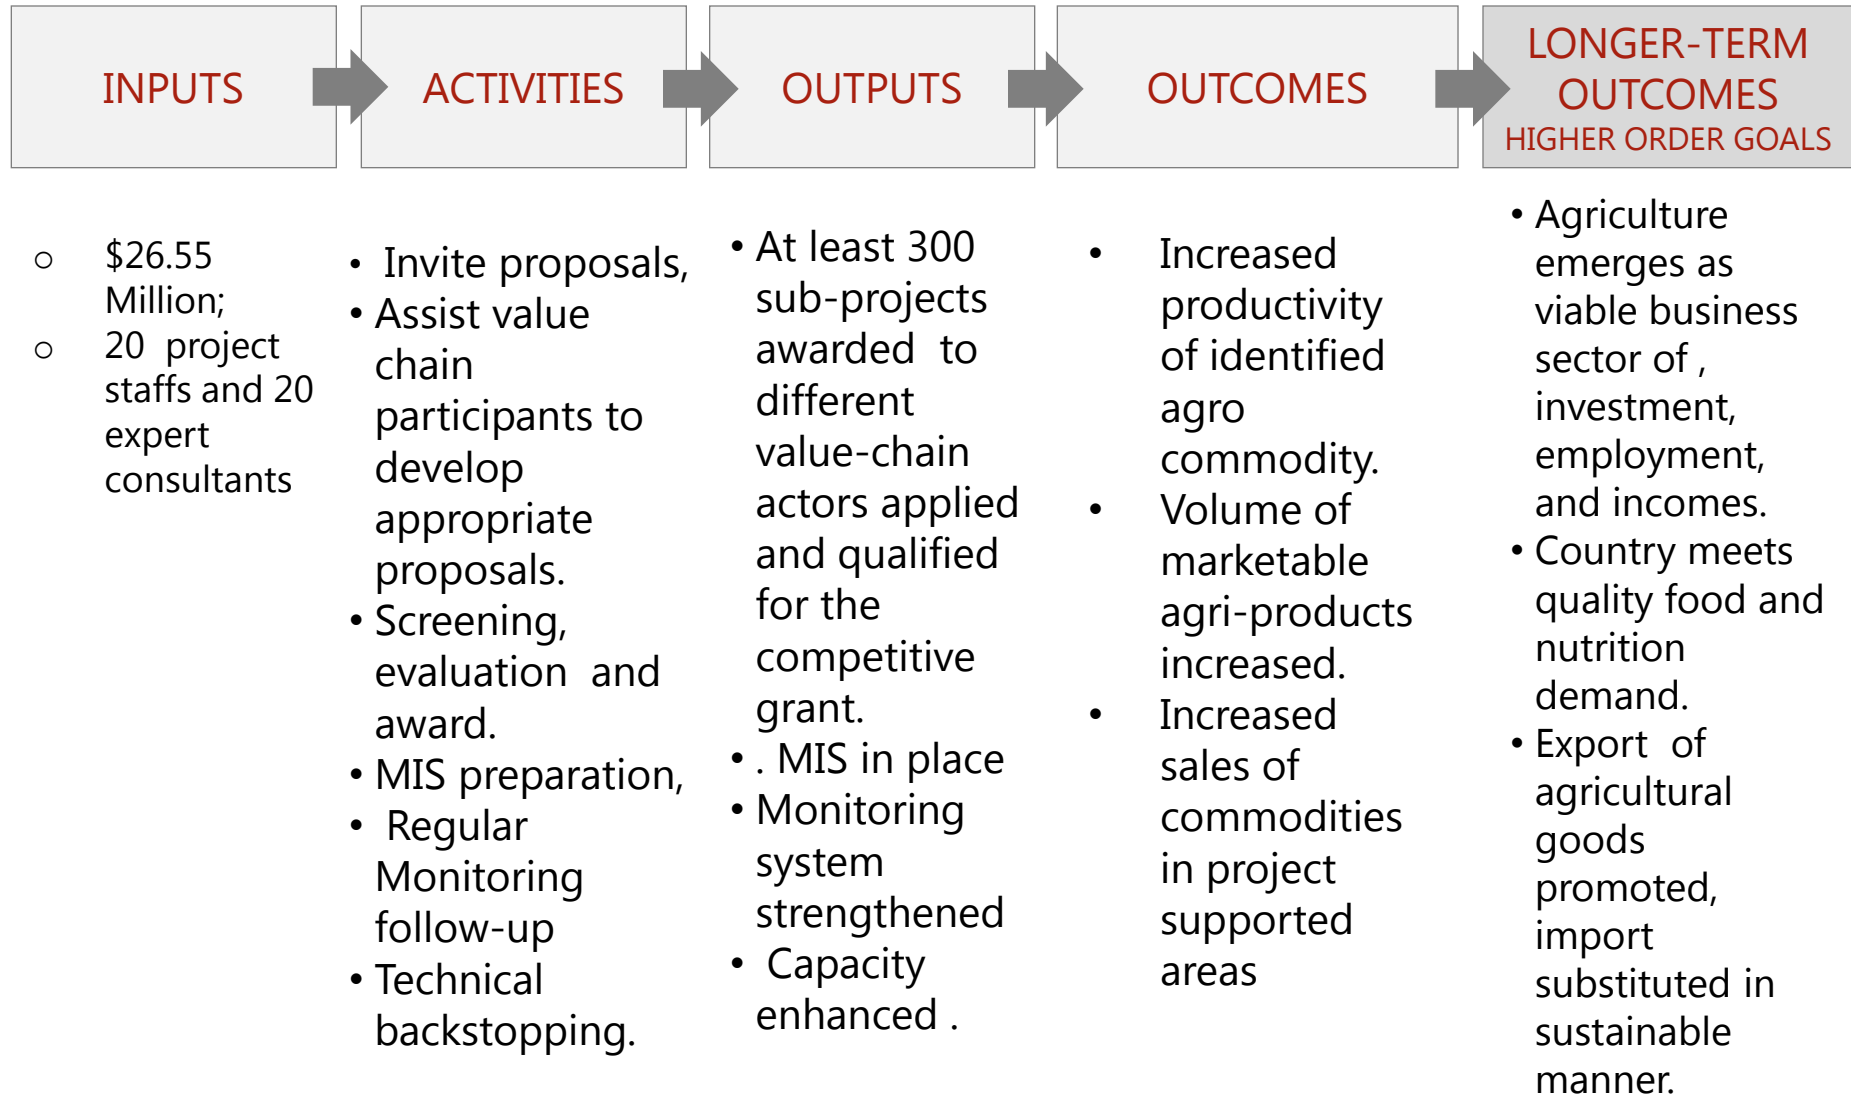 INPUTS
ACTIVITIES
OUTPUTS
OUTCOMES
LONGER-TERM
OUTCOMES
HIGHER ORDER GOALS
o $26.55
Million;
o 20 project
staffs and 20
expert
consultants
• Invite proposals,
• Assist value
chain
participants to
develop
appropriate
proposals.
• Screening,
evaluation and
award.
• MIS preparation,
• Regular
Monitoring
follow-up
• Technical
backstopping.
• At least 300
sub-projects
awarded to
different
value-chain
actors applied
and qualified
for the
competitive
grant.
• . MIS in place
• Monitoring
system
strengthened
• Capacity
enhanced .
• Increased
productivity
of identified
agro
commodity.
• Volume of
marketable
agri-products
increased.
• Increased
sales of
commodities
in project
supported
areas
• Agriculture
emerges as
viable business
sector of ,
investment,
employment,
and incomes.
• Country meets
quality food and
nutrition
demand.
• Export of
agricultural
goods
promoted,
import
substituted in
sustainable
manner.